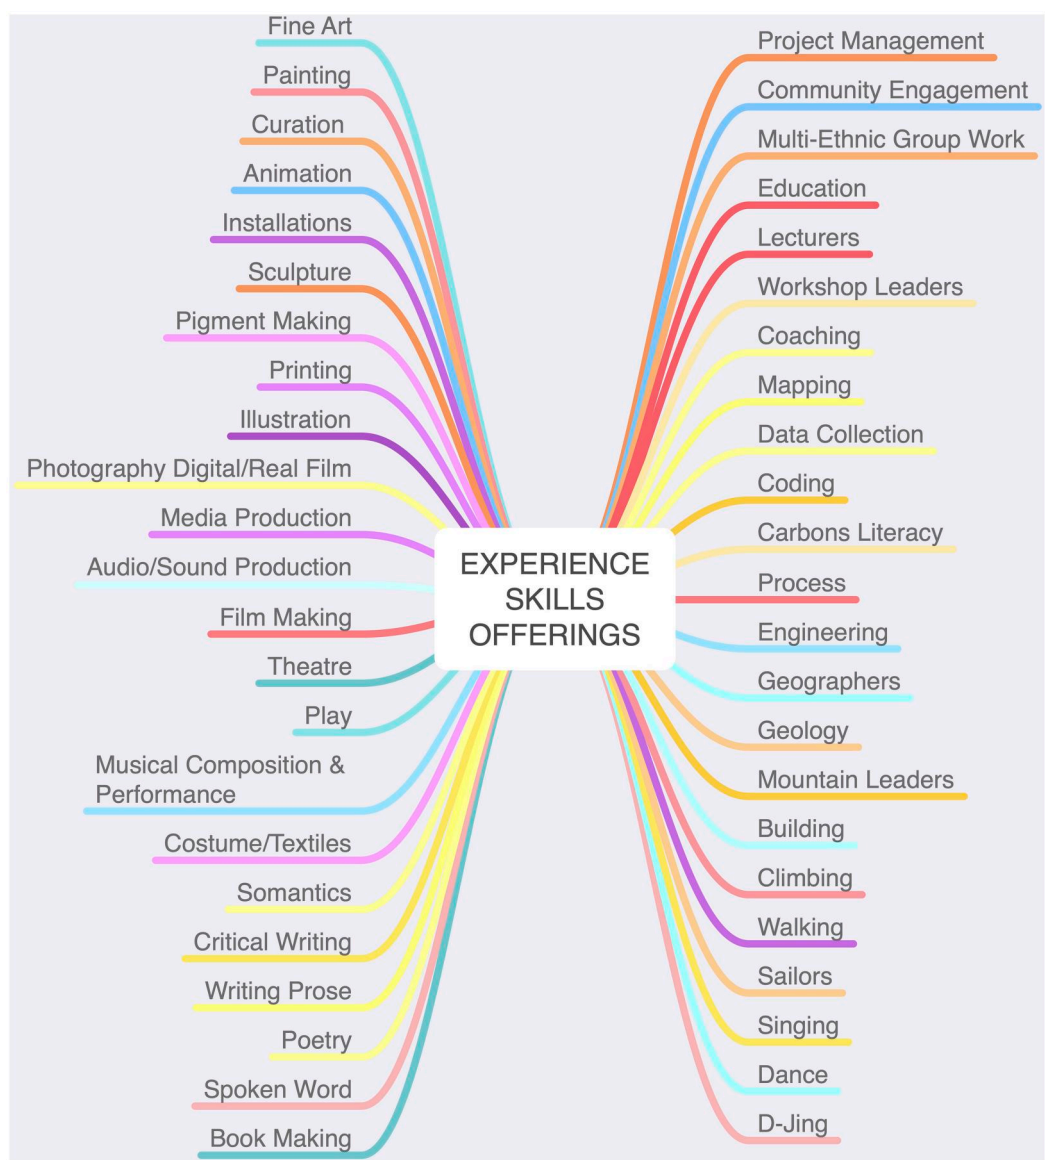 Fine Art
Painting
Curation
Animation
Installations
Sculpture
Pigment Making
Printing
Illustration
Photography Digital/Real Film
Media Production
Audio/Sound Production
Film Making
Theatre
Play
Musical Composition &
Performance
Costume/Textiles
Somantics
Critical Writing
Writing Prose
Poetry
Spoken Word
Book Making
EXPERIENCE
SKILLS
OFFERINGS
Project Management
Community Engagement
Multi-Ethnic Group Work
Education
Lecturers
Workshop Leaders
Coaching
Mapping
Data Collection
Coding
Carbons Literacy
Process
Engineering
Geographers
Geology
Mountain Leaders
Building
Climbing
Walking
Sailors
Singing
Dance
D-Jing